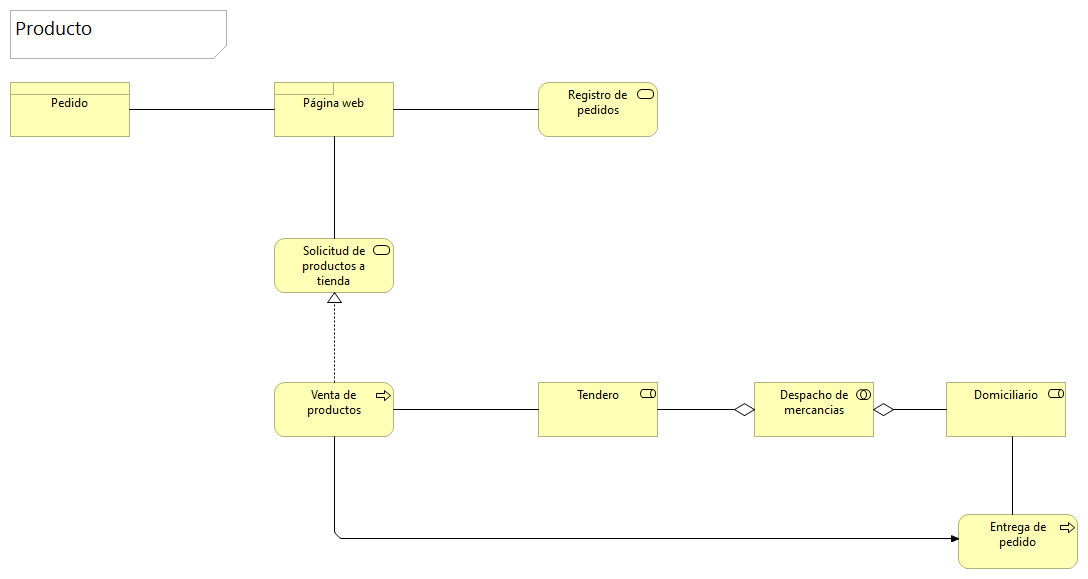 Producto
Pedido
Página web
Registro de
pedidos
Solicitud de
productos a
tienda
Venta de
productos
Tendero
Despacho de
mercancias
Domiciliario
Entrega de
pedido